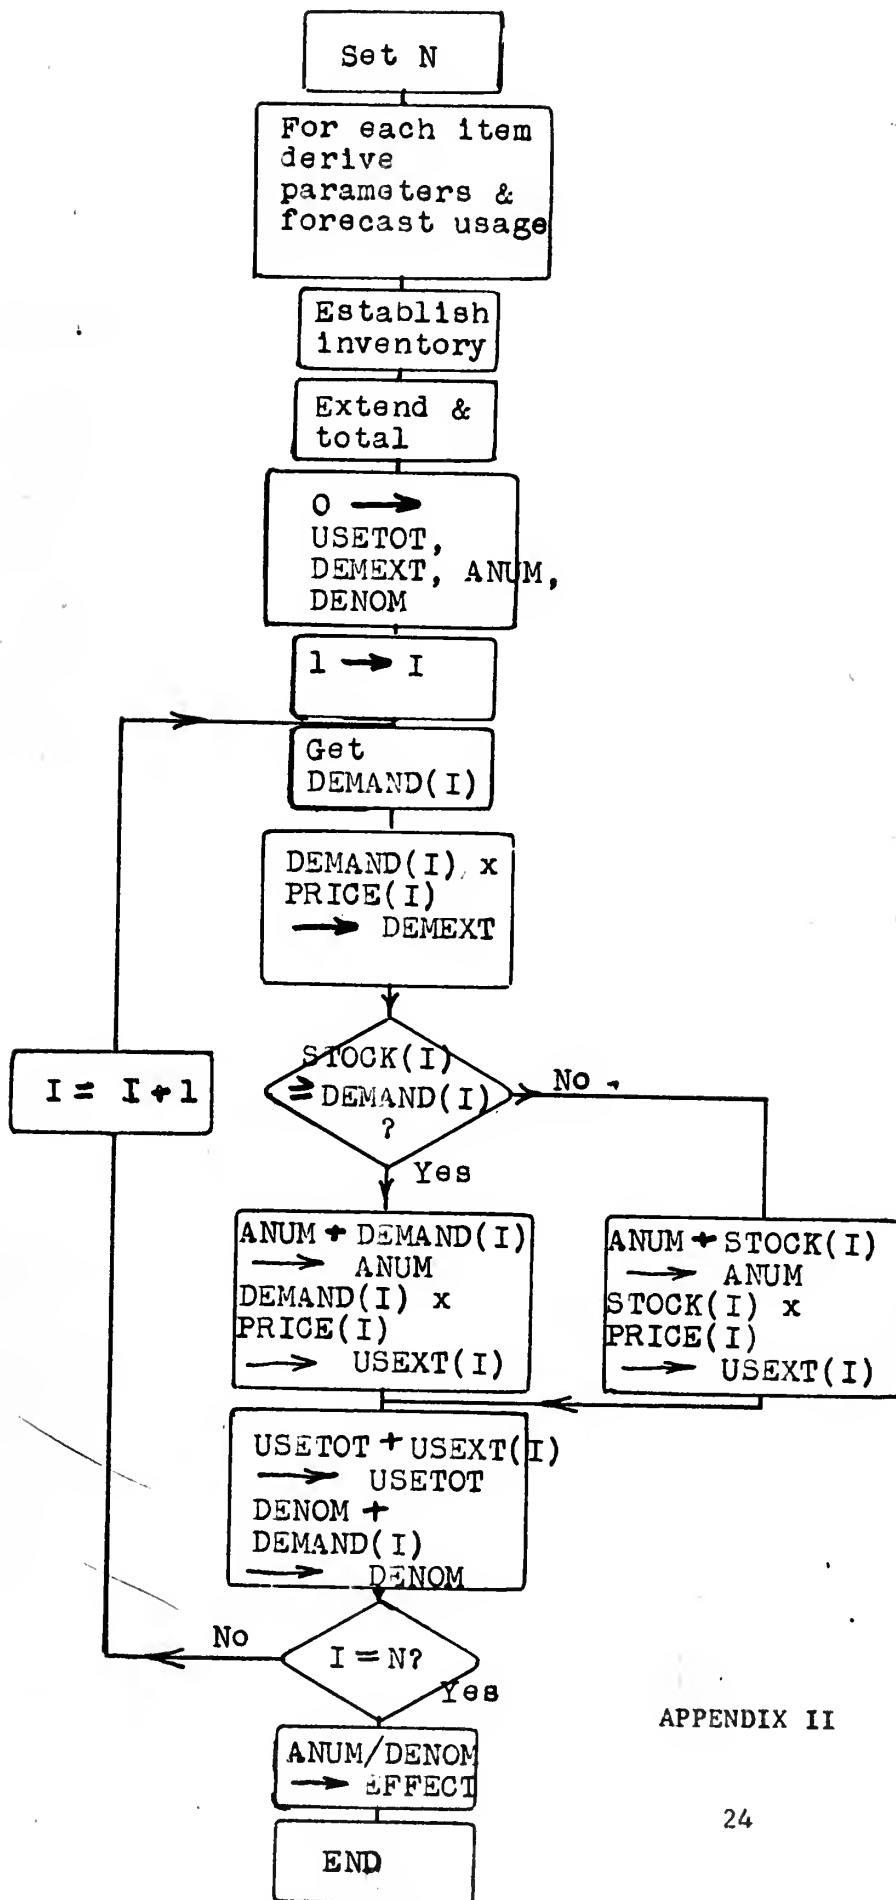 Set N
For each item
derive
parameters &
forecast usage
Establish
inventory
Extend &
total
0 →
USETOT,
DEMEXT, ANUM,
DENOM
1 → I
Get
DEMAND(I)
DEMAND(I) x
PRICE(I)
→ DEMEXT
STOCK(I)
≥ DEMAND(I)
?
No
Yes
I = I + 1
ANUM + DEMAND(I)
→ ANUM
DEMAND(I) x
PRICE(I)
→ USEXT(I)
ANUM + STOCK(I)
→ ANUM
STOCK(I) x
PRICE(I)
→ USEXT(I)
USETOT + USEXT(I)
→ USETOT
DENOM +
DEMAND(I)
→ DENOM
I = N?
No
Yes
ANUM/DENOM
→ EFFECT
END
APPENDIX II
24